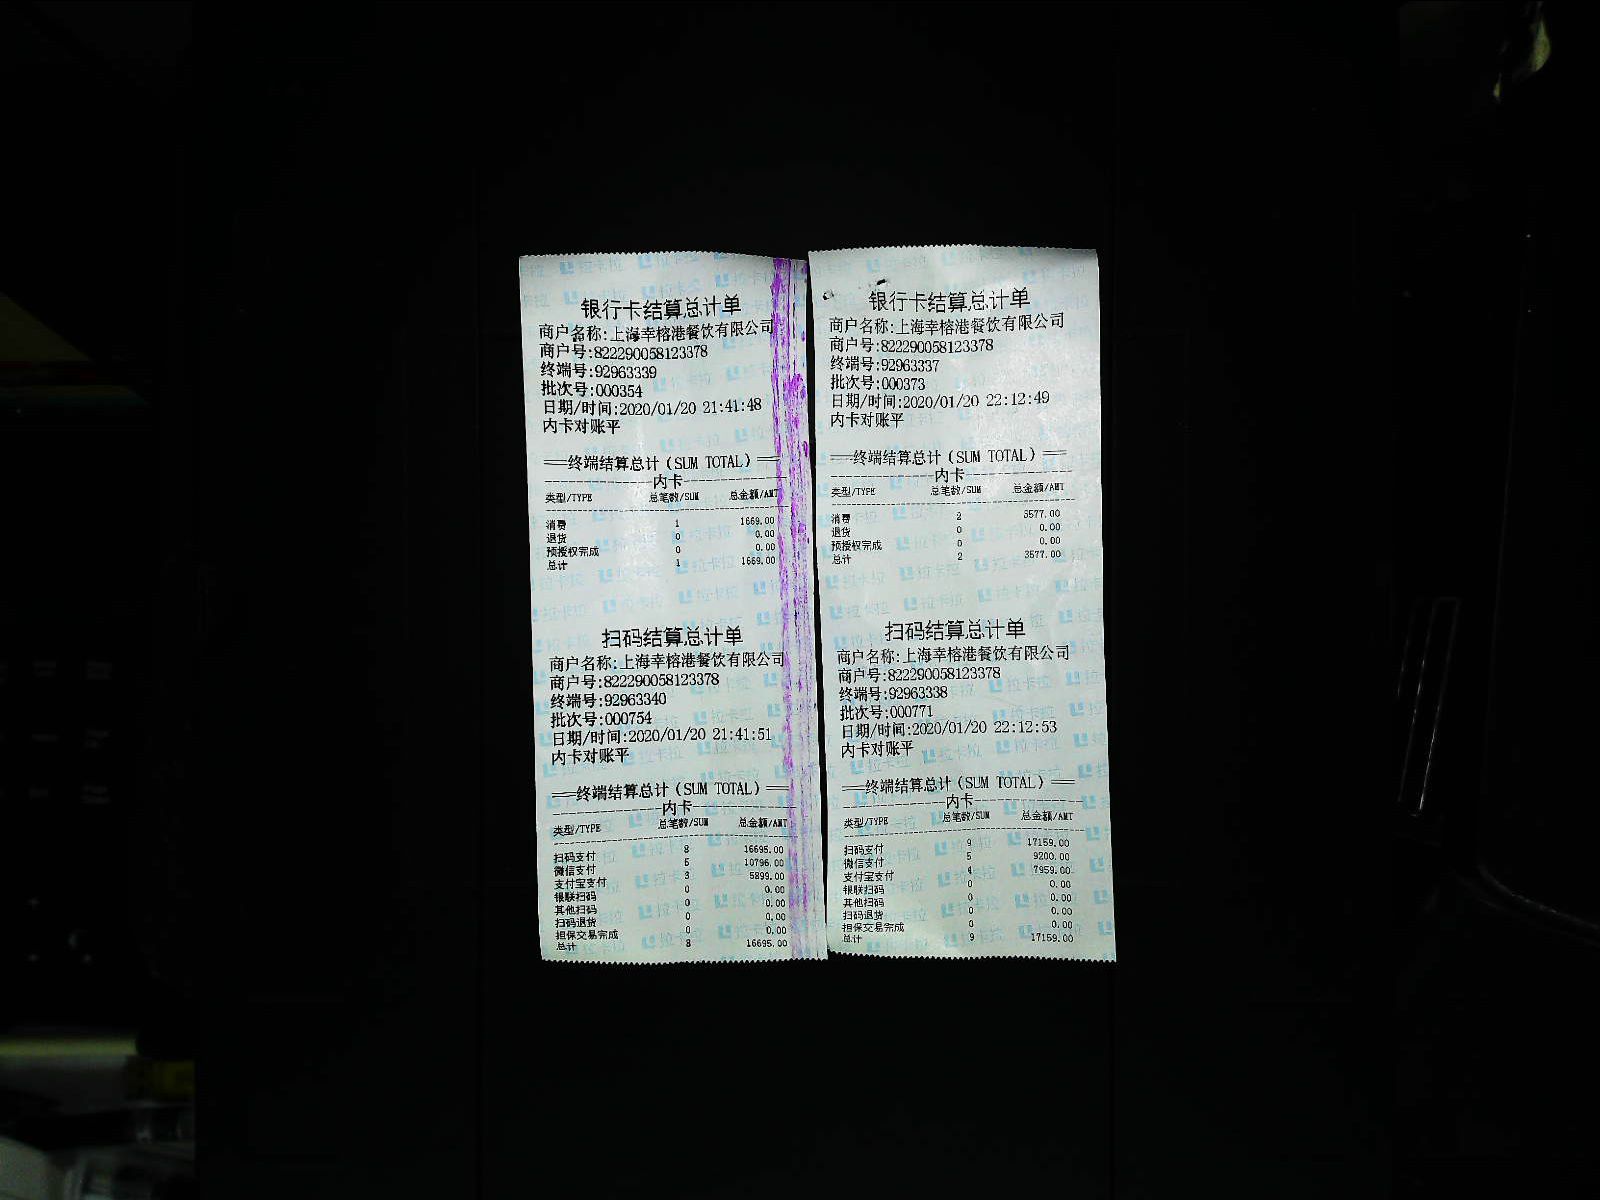 银行卡结算总计单
商户名称:上海幸榕港餐饮有限公司
商户号:822290058123378
终端号:92963339
批次号:000354
日期/时间:2020/01/20 21:41:48
内卡对账平
══终端结算总计(SUM TOTAL)══
内卡
类型/TYPE 总笔数/SUM 总金额/AMT
消费 1 1669.00
退货 0 0.00
预授权完成 0 0.00
总计 1 1669.00
扫码结算总计单
商户名称:上海幸榕港餐饮有限公司
商户号:822290058123378
终端号:92963340
批次号:000754
日期/时间:2020/01/20 21:41:51
内卡对账平
══终端结算总计(SUM TOTAL)══
内卡
类型/TYPE 总笔数/SUM 总金额/AMT
扫码支付 8 16695.00
微信支付 5 10796.00
支付宝支付 3 5899.00
银联扫码 0 0.00
其他扫码 0 0.00
扫码退货 0 0.00
担保交易完成 0 0.00
总计 8 16695.00
银行卡结算总计单
商户名称:上海幸榕港餐饮有限公司
商户号:822290058123378
终端号:92963337
批次号:000373
日期/时间:2020/01/20 22:12:49
内卡对账平
══终端结算总计(SUM TOTAL)══
内卡
类型/TYPE 总笔数/SUM 总金额/AMT
消费 2 3577.00
退货 0 0.00
预授权完成 0 0.00
总计 2 3577.00
扫码结算总计单
商户名称:上海幸榕港餐饮有限公司
商户号:822290058123378
终端号:92963338
批次号:000771
日期/时间:2020/01/20 22:12:53
内卡对账平
══终端结算总计(SUM TOTAL)══
内卡
类型/TYPE 总笔数/SUM 总金额/AMT
扫码支付 9 17159.00
微信支付 5 9200.00
支付宝支付 4 7959.00
银联扫码 0 0.00
其他扫码 0 0.00
扫码退货 0 0.00
担保交易完成 0 0.00
总计 9 17159.00